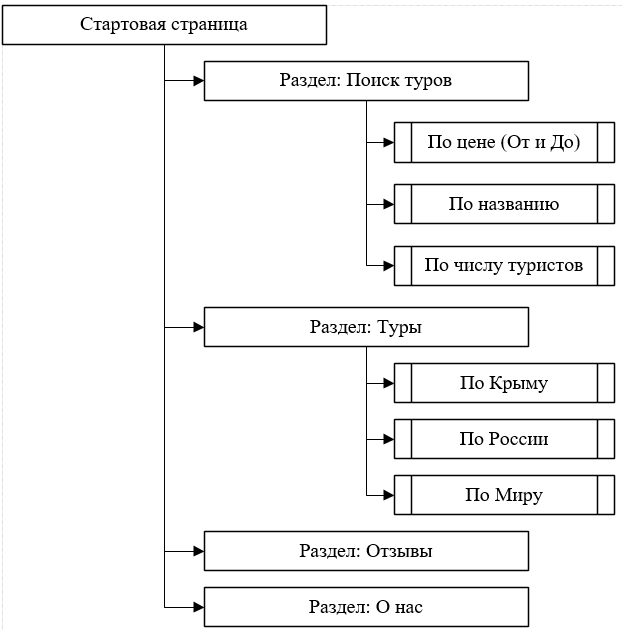 Стартовая страница
Раздел: Поиск туров
По цене (От и До)
По названию
По числу туристов
Раздел: Туры
По Крыму
По России
По Миру
Раздел: Отзывы
Раздел: О нас